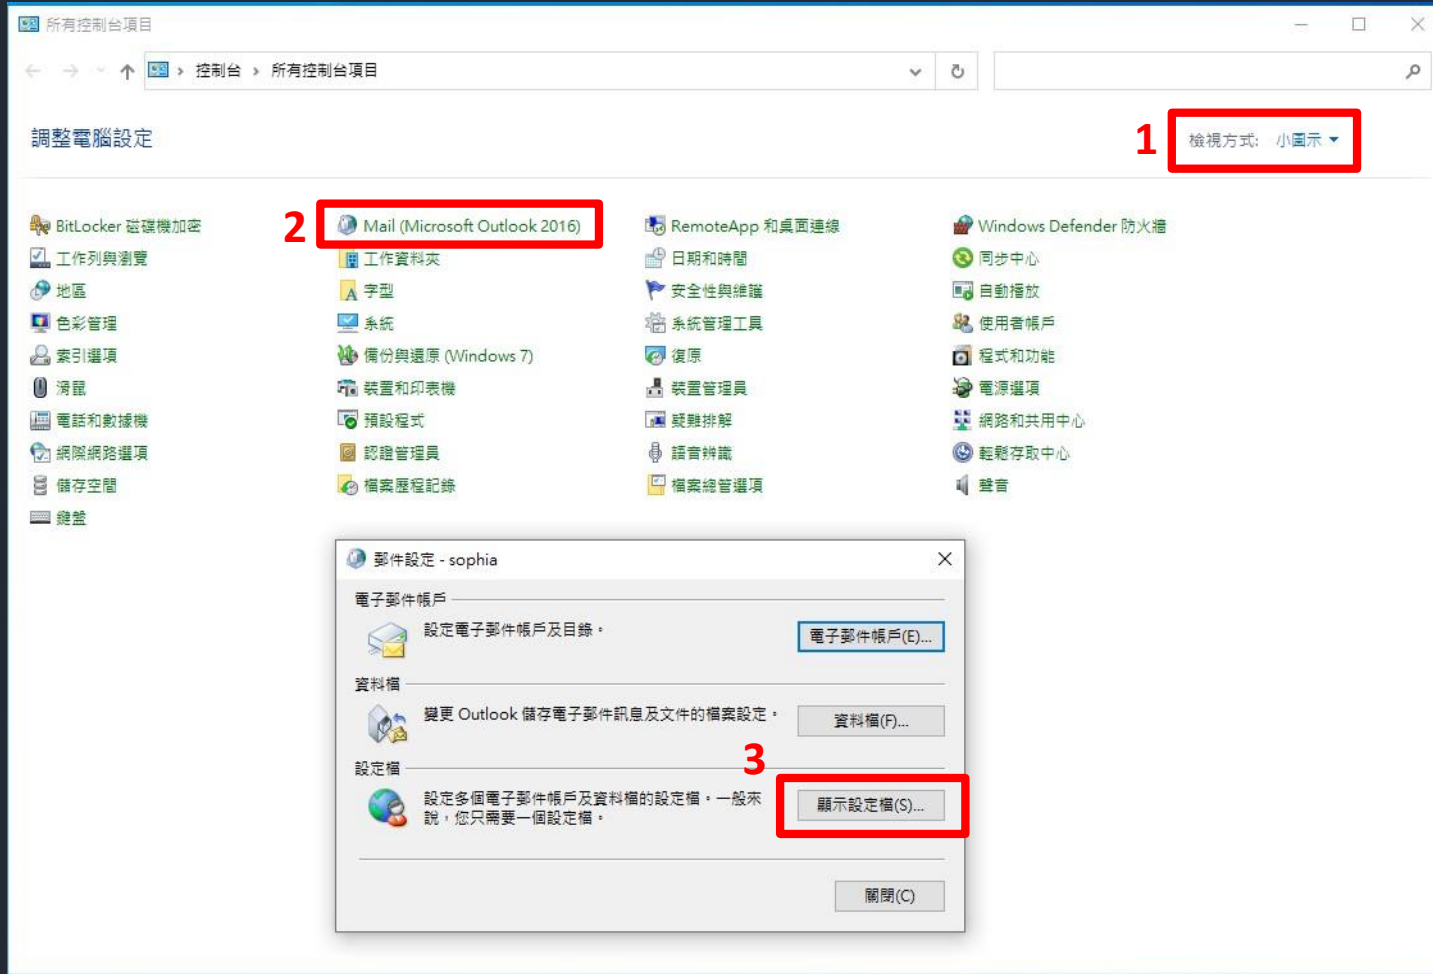 所有控制台項目
控制台 › 所有控制台項目
調整電腦設定
1
檢視方式: 小圖示
2
BitLocker 磁碟機加密
Mail (Microsoft Outlook 2016)
RemoteApp 和桌面連線
Windows Defender 防火牆
工作列與瀏覽
工作資料夾
日期和時間
同步中心
地區
字型
安全性與維護
自動播放
色彩管理
系統
系統管理工具
使用者帳戶
索引選項
備份與還原 (Windows 7)
復原
程式和功能
滑鼠
裝置和印表機
裝置管理員
電源選項
電話和數據機
預設程式
疑難排解
網路和共用中心
網際網路選項
認證管理員
語音辨識
輕鬆存取中心
儲存空間
檔案歷程記錄
檔案總管選項
聲音
鍵盤
郵件設定 - sophia
電子郵件帳戶
設定電子郵件帳戶及目錄。
電子郵件帳戶(E)...
資料檔
變更 Outlook 儲存電子郵件訊息及文件的檔案設定。
資料檔(F)...
3
設定檔
設定多個電子郵件帳戶及資料檔的設定檔。一般來
說，您只需要一個設定檔。
顯示設定檔(S)...
關閉(C)